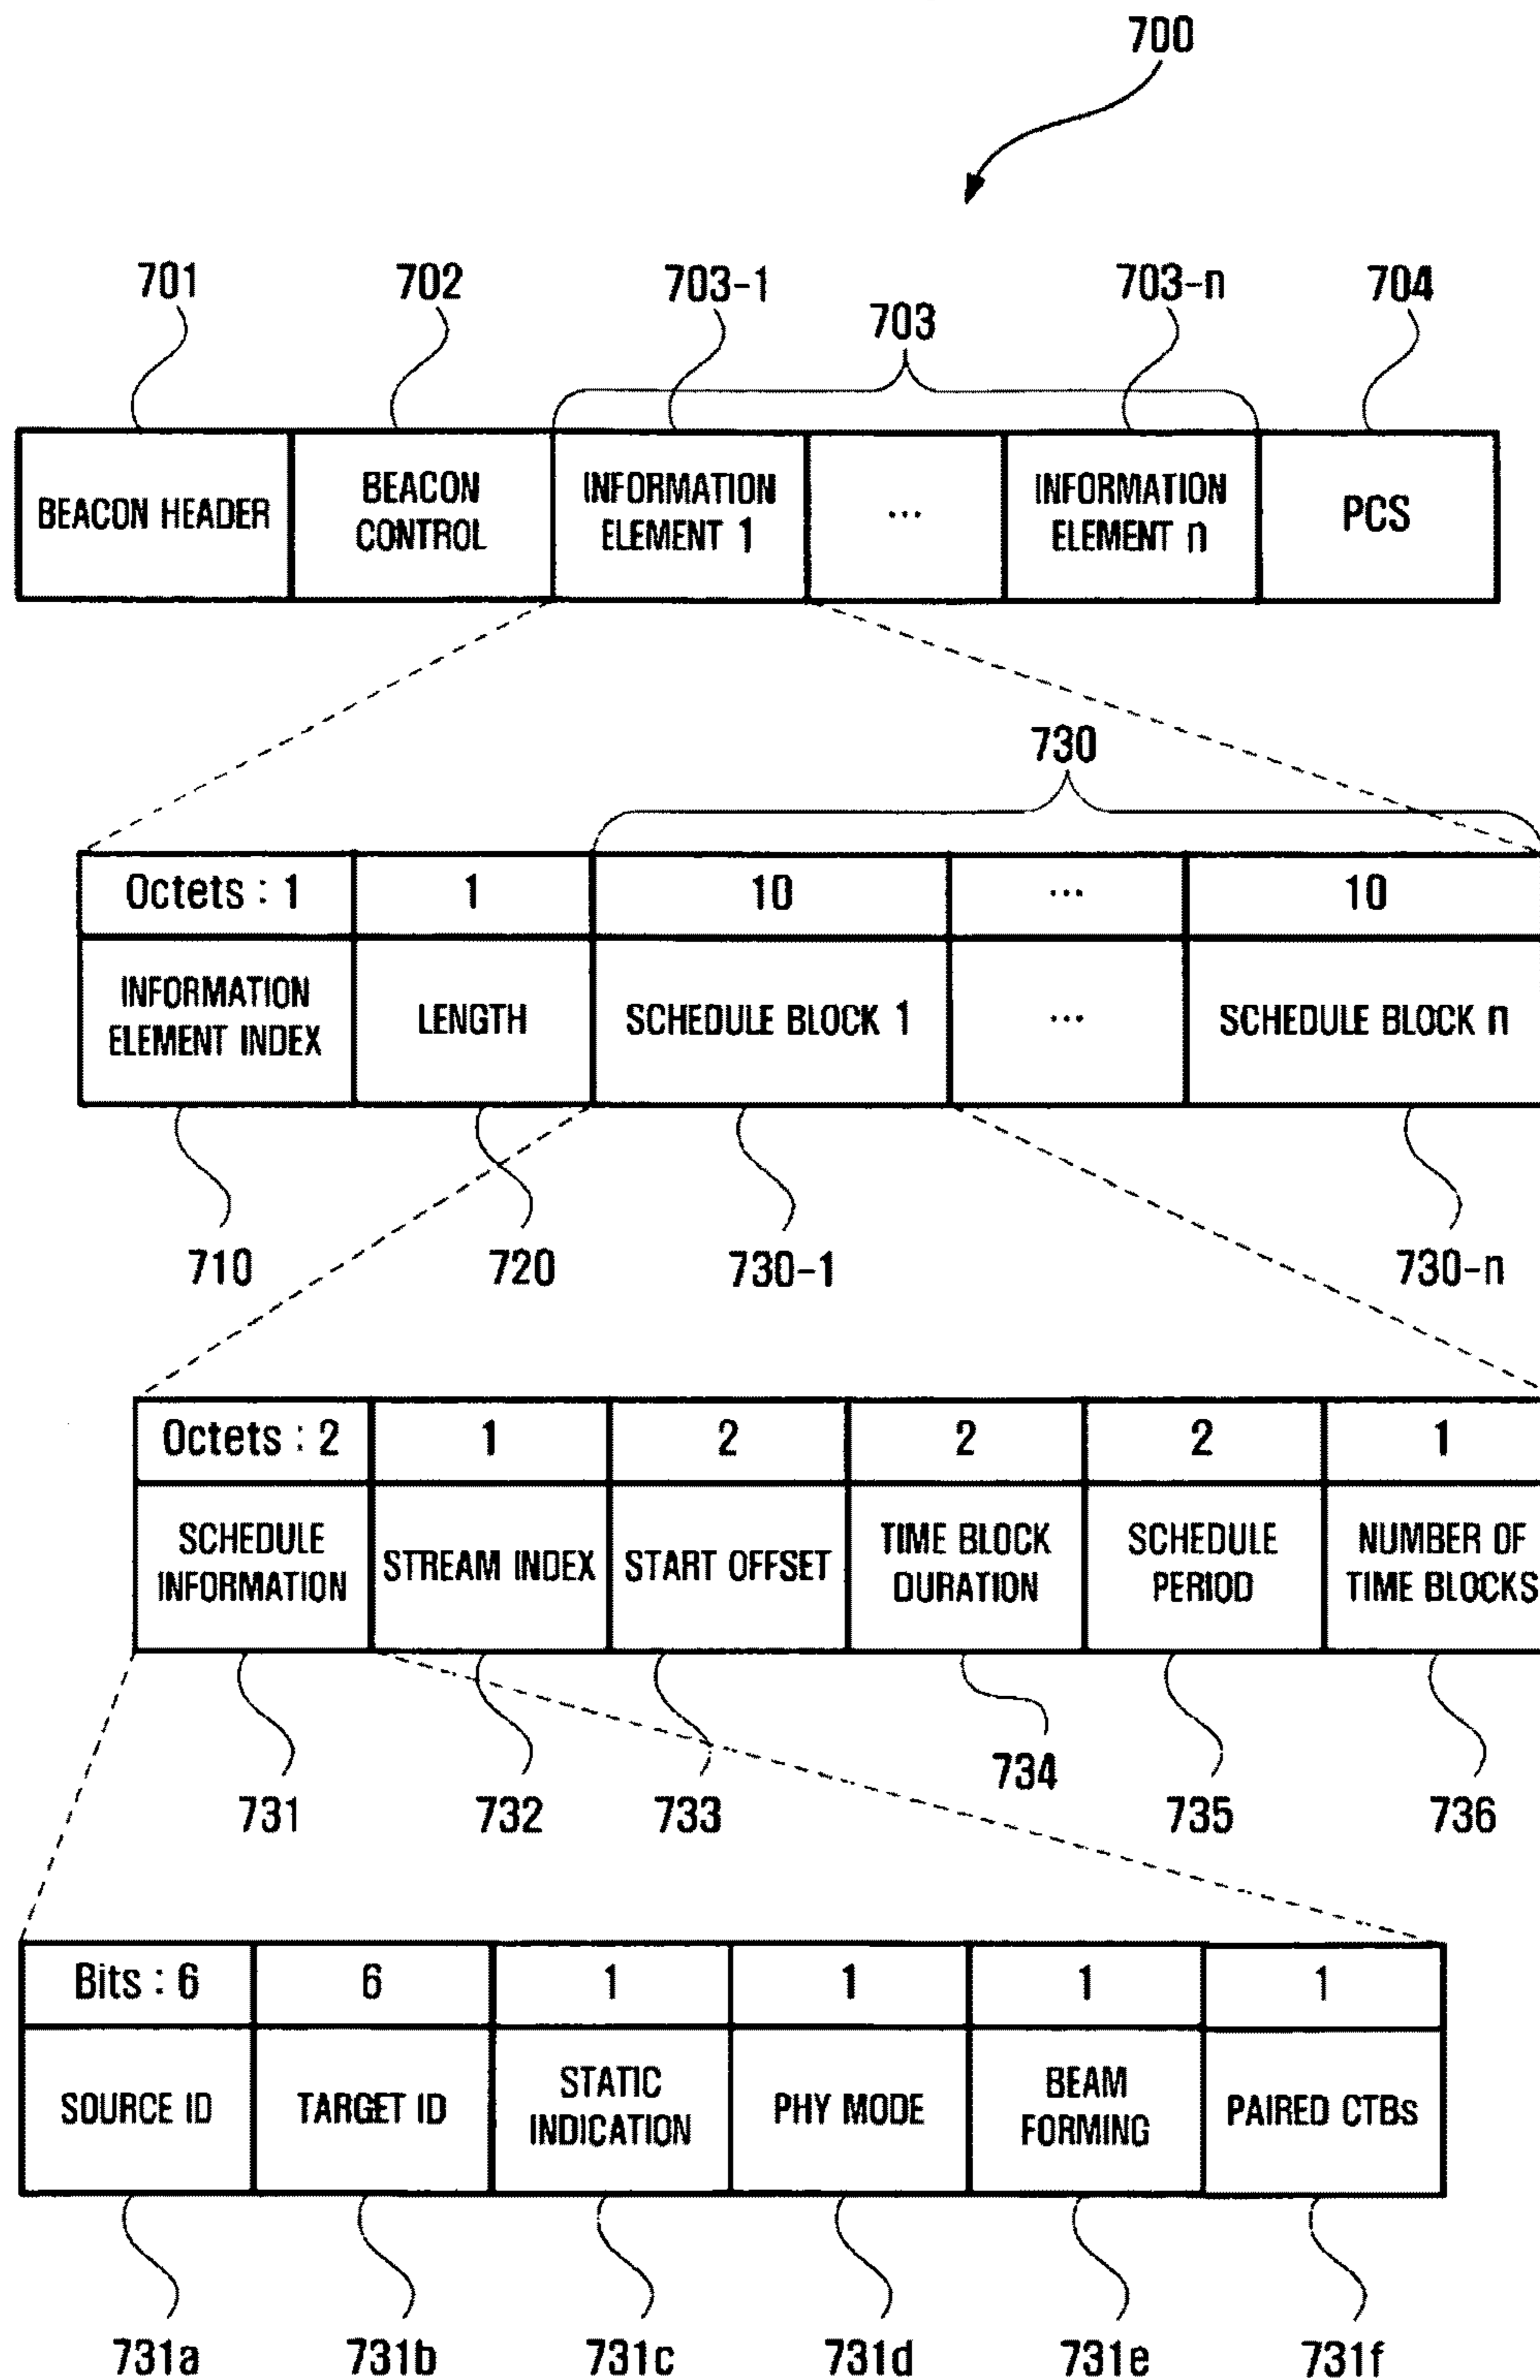 700
701
702
703-1
703
703-n
704
BEACON HEADER
BEACON
CONTROL
INFORMATION
ELEMENT 1
...
INFORMATION
ELEMENT n
PCS
730
Octets : 1
1
10
...
10
INFORMATION
ELEMENT INDEX
LENGTH
SCHEDULE BLOCK 1
...
SCHEDULE BLOCK n
710
720
730-1
730-n
Octets : 2
1
2
2
2
1
SCHEDULE
INFORMATION
STREAM INDEX
START OFFSET
TIME BLOCK
DURATION
SCHEDULE
PERIOD
NUMBER OF
TIME BLOCKS
731
732
733
734
735
736
Bits : 6
6
1
1
1
1
SOURCE ID
TARGET ID
STATIC
INDICATION
PHY MODE
BEAM
FORMING
PAIRED CTBs
731a
731b
731c
731d
731e
731f